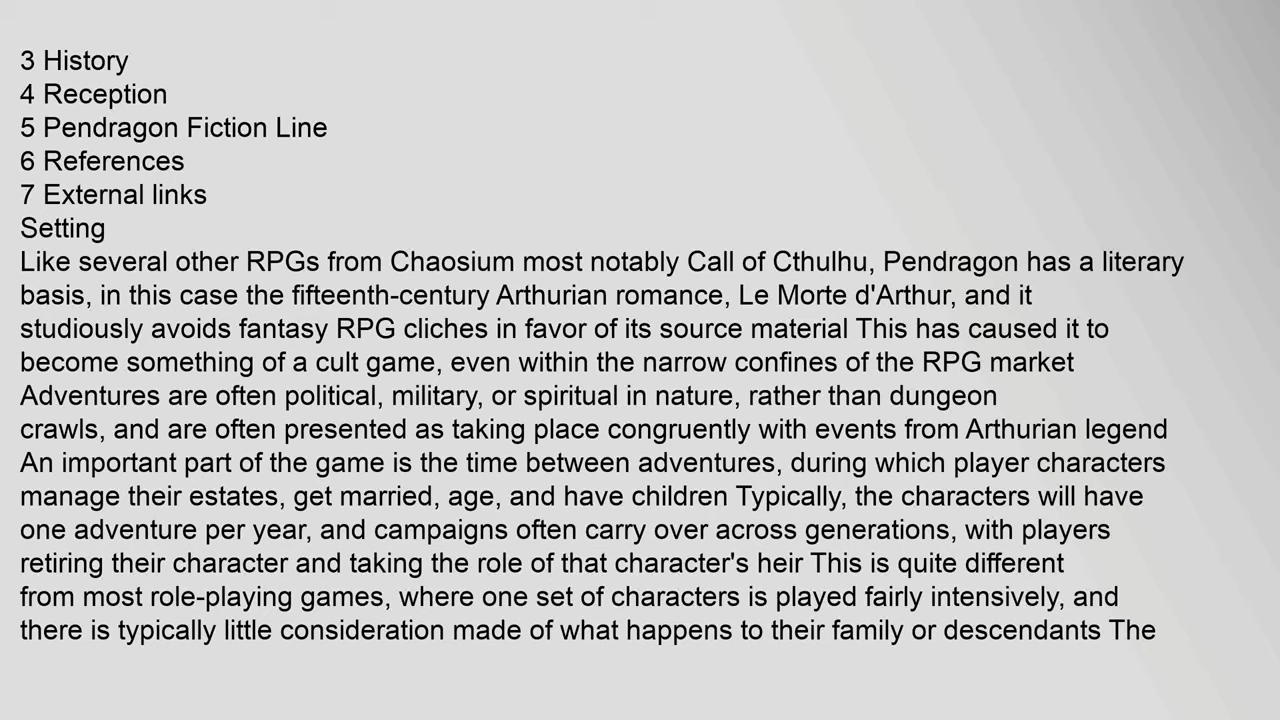 3 History
4 Reception
5 Pendragon Fiction Line
6 References
7 External links
Setting
Like several other RPGs from Chaosium most notably Call of Cthulhu, Pendragon has a literary
basis, in this case the fifteenth-century Arthurian romance, Le Morte d'Arthur, and it
studiously avoids fantasy RPG cliches in favor of its source material This has caused it to
become something of a cult game, even within the narrow confines of the RPG market
Adventures are often political, military, or spiritual in nature, rather than dungeon
crawls, and are often presented as taking place congruently with events from Arthurian legend
An important part of the game is the time between adventures, during which player characters
manage their estates, get married, age, and have children Typically, the characters will have
one adventure per year, and campaigns often carry over across generations, with players
retiring their character and taking the role of that character's heir This is quite different
from most role-playing games, where one set of characters is played fairly intensively, and
there is typically little consideration made of what happens to their family or descendants The